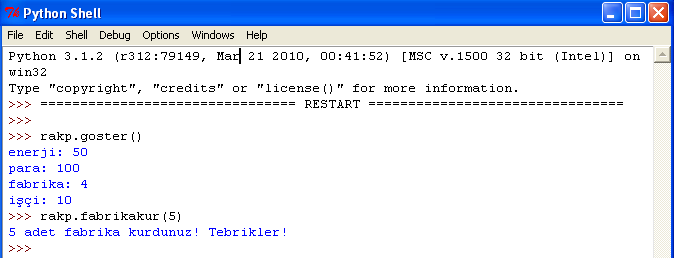 Python Shell
File Edit Shell Debug Options Windows Help
Python 3.1.2 (r312:79149, Mar 21 2010, 00:41:52) [MSC v.1500 32 bit (Intel)] on
win32
Type "copyright", "credits" or "license()" for more information.
>>> ================================ RESTART ================================
>>>
>>> rakp.goster()
enerji: 50
para: 100
fabrika: 4
işçi: 10
>>> rakp.fabrikakur(5)
5 adet fabrika kurdunuz! Tebrikler!
>>>